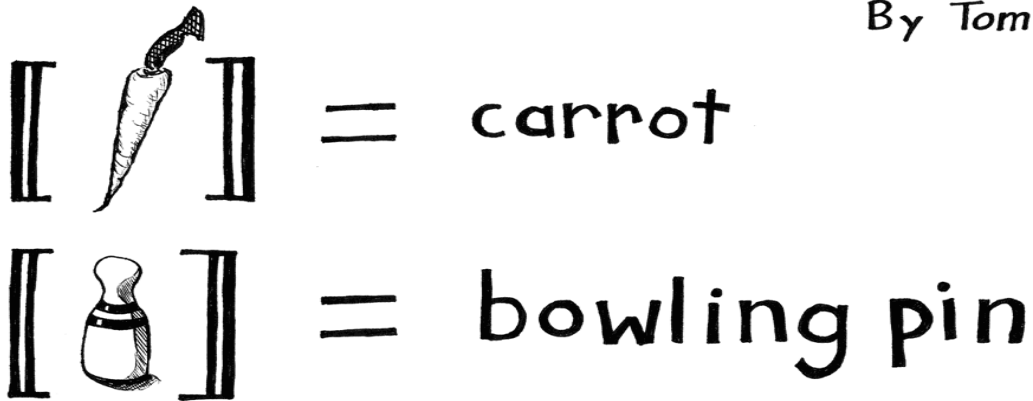 By Tom
= carrot
= bowling pin